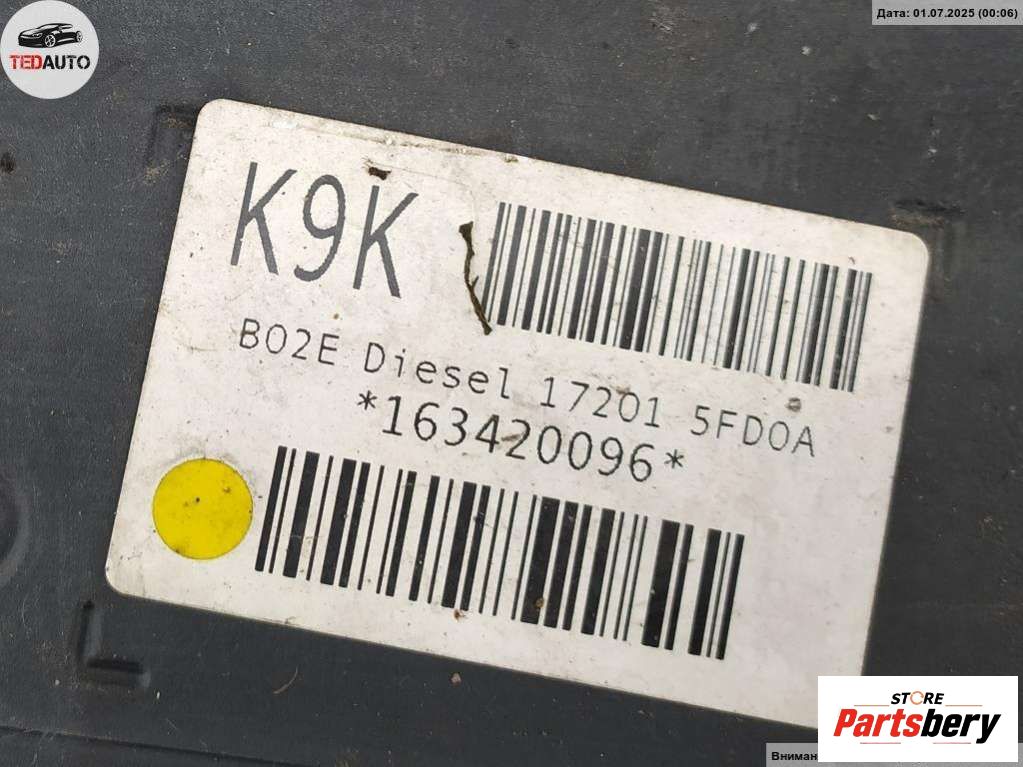 TEDAUTO
Дата: 01.07.2025 (00:06)
K9K
B02E Diesel 17201 5FD0A
*163420096*
STORE
Partsbery